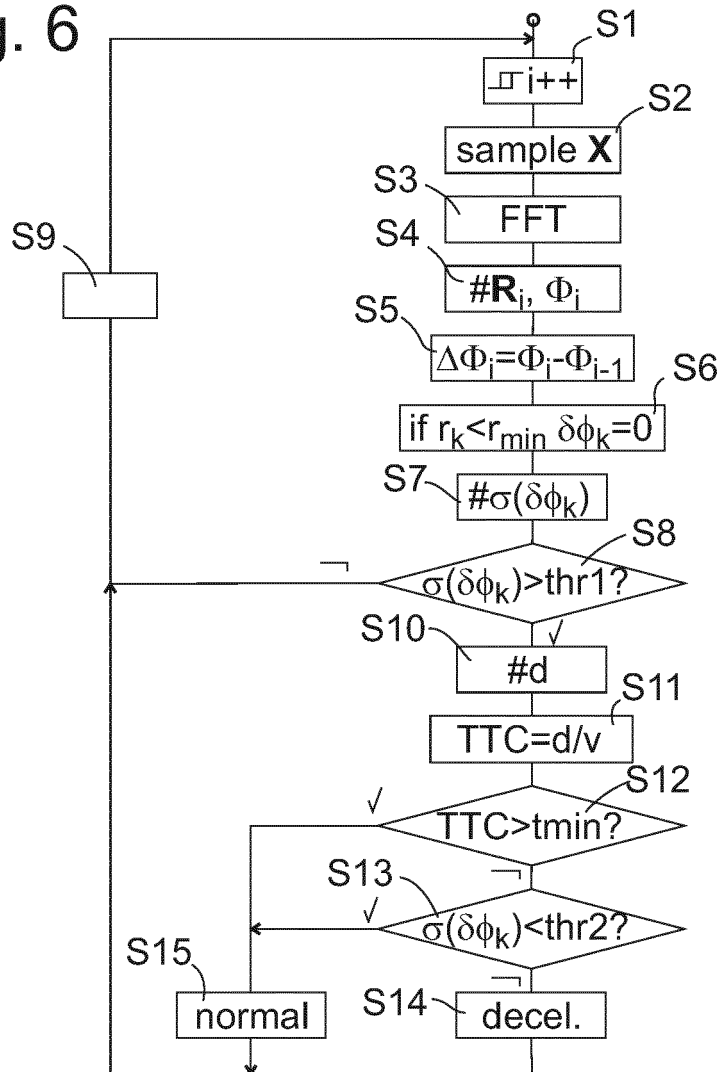 g. 6
S1
i++
S2
sample X
S3
FFT
S4
#Rᵢ, Φᵢ
S9
S5
ΔΦᵢ=Φᵢ-Φᵢ₋₁
S6
if rₖ<r_min δϕₖ=0
S7
#σ(δϕₖ)
S8
¬
σ(δϕₖ)>thr1?
√
S10
#d
S11
TTC=d/v
S12
√
TTC>tmin?
¬
S13
√
σ(δϕₖ)<thr2?
¬
S15
normal
S14
decel.